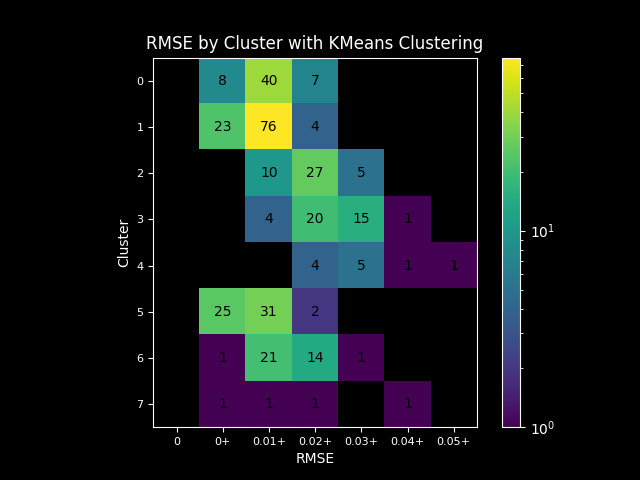 RMSE by Cluster with KMeans Clustering
0 8 40 7
1 23 76 4
2 10 27 5
3 4 20 15 1
4 4 5 1 1
5 25 31 2
6 1 21 14 1
7 1 1 1 1
0 0+ 0.01+ 0.02+ 0.03+ 0.04+ 0.05+
RMSE
Cluster
10¹
10⁰